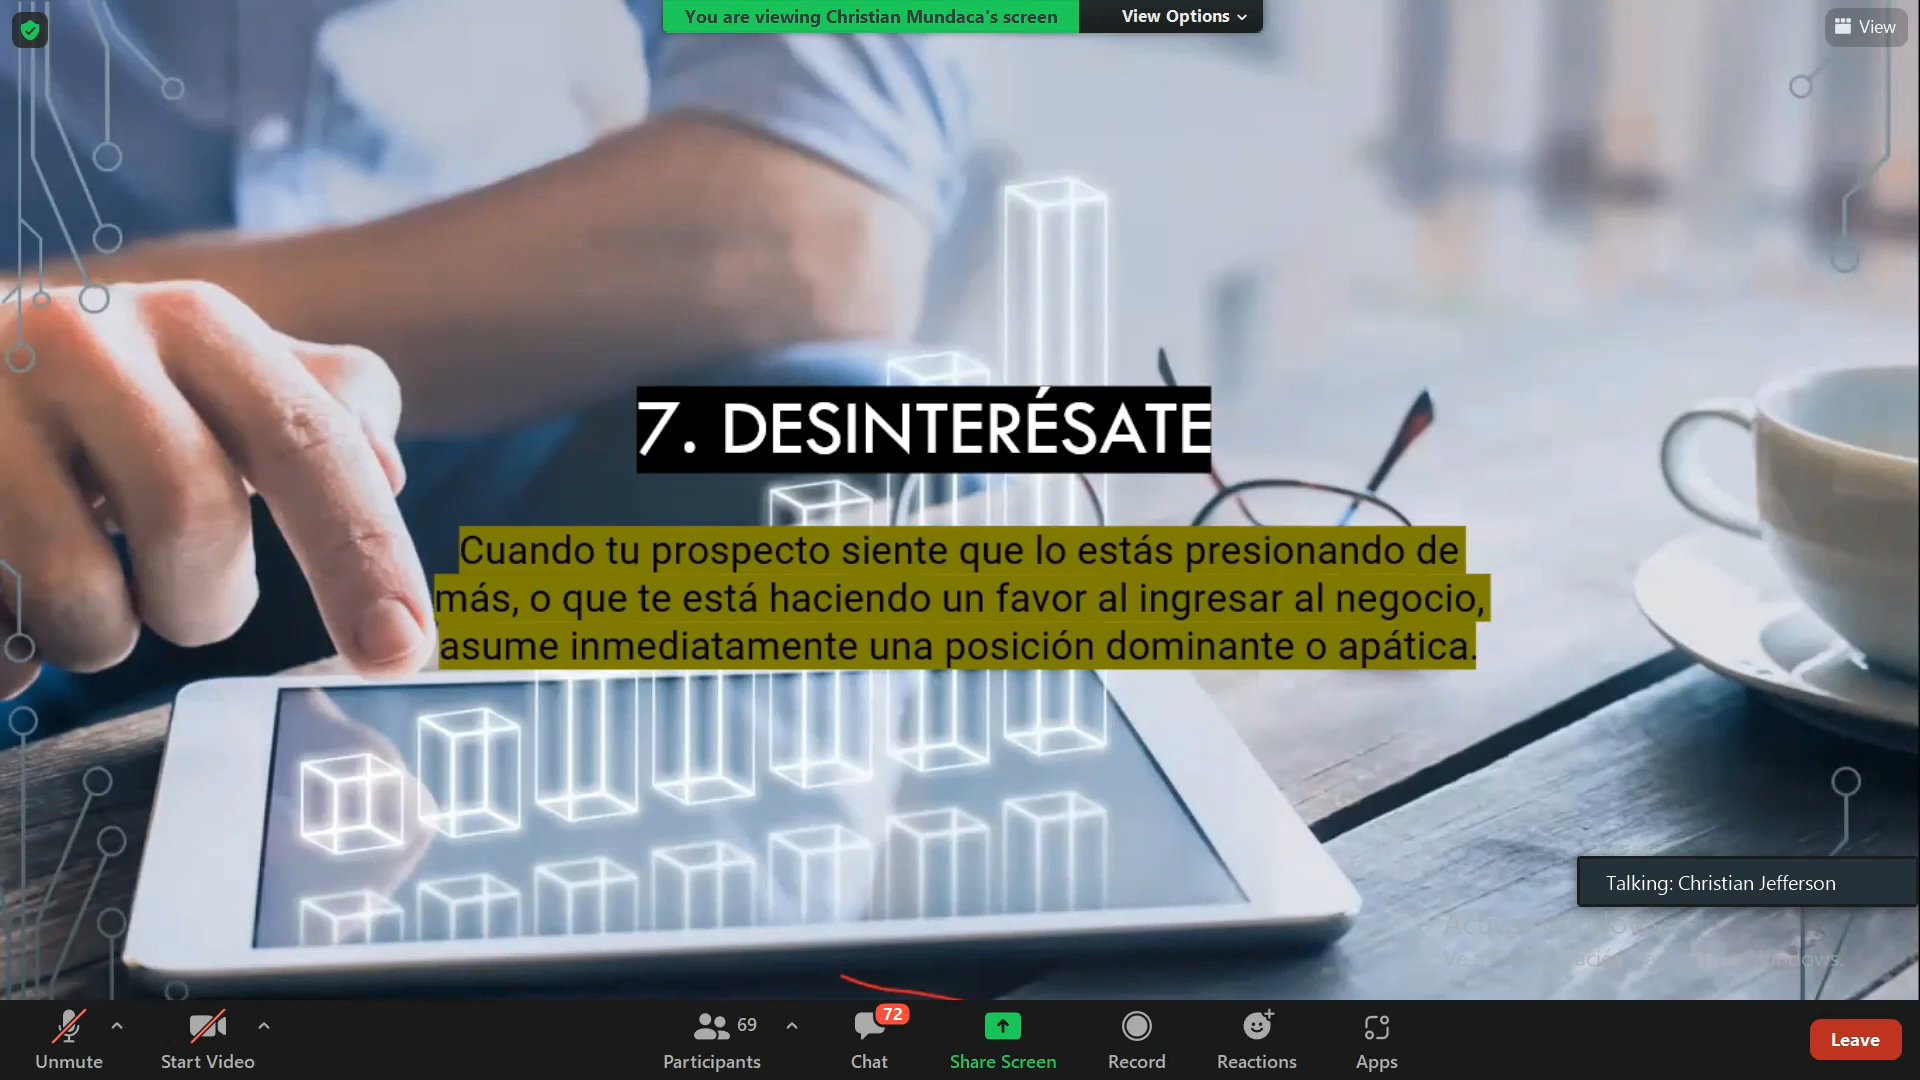 You are viewing Christian Mundaca's screen
View Options
View
7. DESINTERÉSATE
Cuando tu prospecto siente que lo estás presionando de
más, o que te está haciendo un favor al ingresar al negocio,
asume inmediatamente una posición dominante o apática.
Talking: Christian Jefferson
Windows.
69
72
Unmute
Start Video
Participants
Chat
Share Screen
Record
Reactions
Apps
Leave